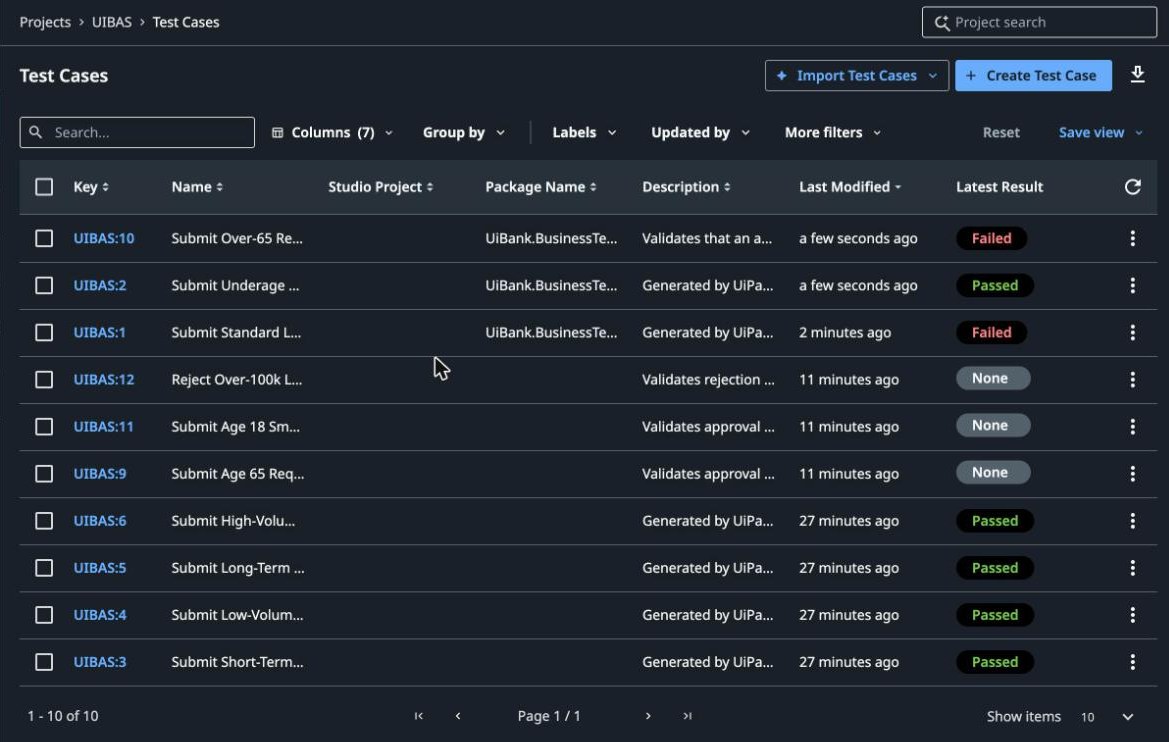 Projects > UIBAS > Test Cases
Project search
Test Cases
Import Test Cases
+ Create Test Case
Search...
Columns (7)
Group by
Labels
Updated by
More filters
Reset
Save view
Key Name Studio Project Package Name Description Last Modified Latest Result
UIBAS:10 Submit Over-65 Re... UiBank.BusinessTe... Validates that an a... a few seconds ago Failed
UIBAS:2 Submit Underage ... UiBank.BusinessTe... Generated by UiPa... a few seconds ago Passed
UIBAS:1 Submit Standard L... UiBank.BusinessTe... Generated by UiPa... 2 minutes ago Failed
UIBAS:12 Reject Over-100k L... Validates rejection ... 11 minutes ago None
UIBAS:11 Submit Age 18 Sm... Validates approval ... 11 minutes ago None
UIBAS:9 Submit Age 65 Req... Validates approval ... 11 minutes ago None
UIBAS:6 Submit High-Volu... Generated by UiPa... 27 minutes ago Passed
UIBAS:5 Submit Long-Term ... Generated by UiPa... 27 minutes ago Passed
UIBAS:4 Submit Low-Volum... Generated by UiPa... 27 minutes ago Passed
UIBAS:3 Submit Short-Term... Generated by UiPa... 27 minutes ago Passed
1 - 10 of 10
Page 1 / 1
Show items 10